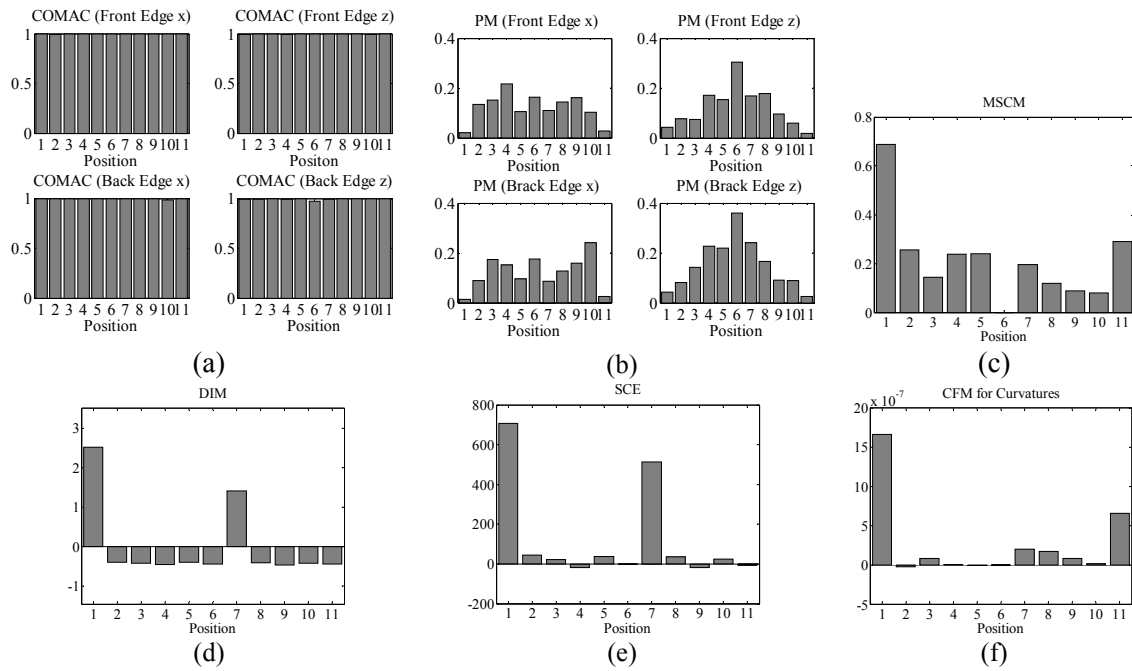 COMAC (Front Edge x)
1
0.5
0
1 2 3 4 5 6 7 8 9 10 11
Position
COMAC (Front Edge z)
1
0.5
0
1 2 3 4 5 6 7 8 9 10 11
Positon
COMAC (Back Edge x)
1
0.5
0
1 2 3 4 5 6 7 8 9 10 11
Position
COMAC (Back Edge z)
1
0.5
0
1 2 3 4 5 6 7 8 9 10 11
Position
(a)
PM (Front Edge x)
0.4
0.2
0
1 2 3 4 5 6 7 8 9 10 11
Position
PM (Front Edge z)
0.4
0.2
0
1 2 3 4 5 6 7 8 9 10 11
Position
PM (Brack Edge x)
0.4
0.2
0
1 2 3 4 5 6 7 8 9 10 11
Position
PM (Brack Edge z)
0.4
0.2
0
1 2 3 4 5 6 7 8 9 10 11
Position
(b)
MSCM
0.8
0.6
0.4
0.2
0
1 2 3 4 5 6 7 8 9 10 11
Position
(c)
DIM
3
2
1
0
-1
1 2 3 4 5 6 7 8 9 10 11
Position
(d)
SCE
800
600
400
200
0
-200
1 2 3 4 5 6 7 8 9 10 11
Position
(e)
CFM for Curvatures
x 10-7
20
15
10
5
0
-5
1 2 3 4 5 6 7 8 9 10 11
Position
(f)